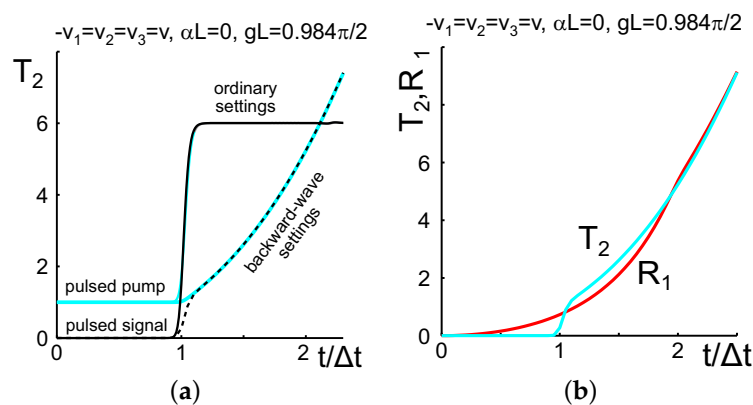 -v₁=v₂=v₃=v, αL=0, gL=0.984π/2
T₂
6
4
2
0
0
1
2
t/Δt
ordinary
settings
backward-wave
settings
pulsed pump
pulsed signal
(a)
-v₁=v₂=v₃=v, αL=0, gL=0.984π/2
T₂,R₁
6
4
2
0
0
1
2
t/Δt
T₂
R₁
(b)